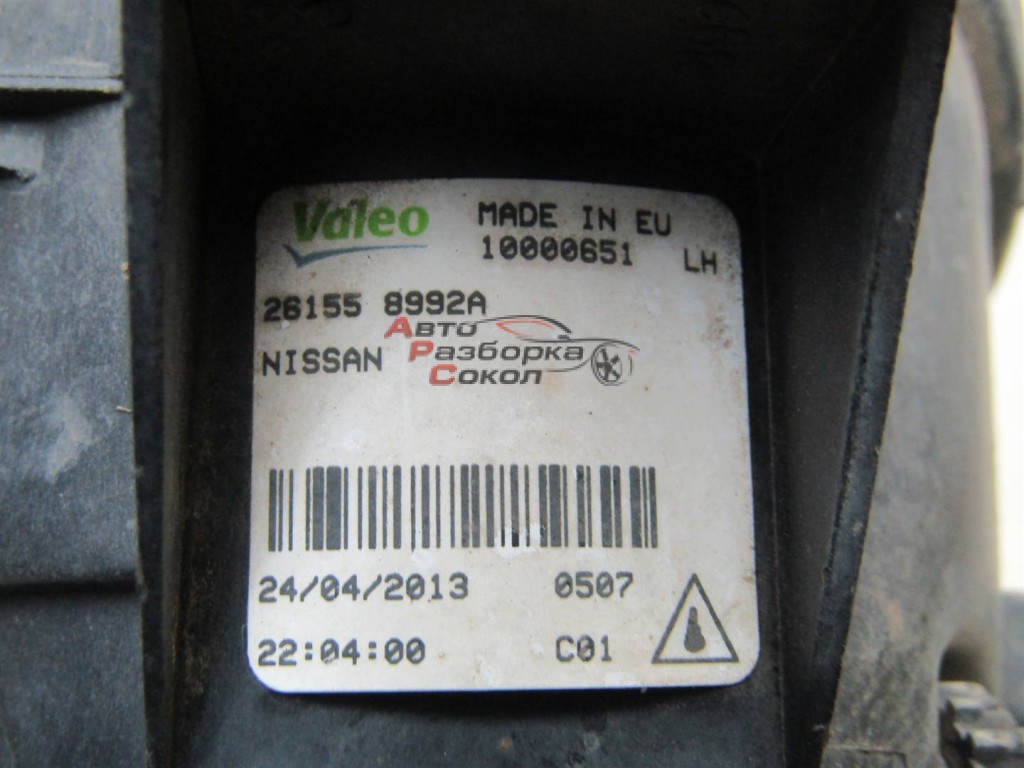 Valeo MADE IN EU
10000651 LH
26155 8992A
NISSAN
Авто
Разборка
Сокол
24/04/2013 0507
22:04:00 C01